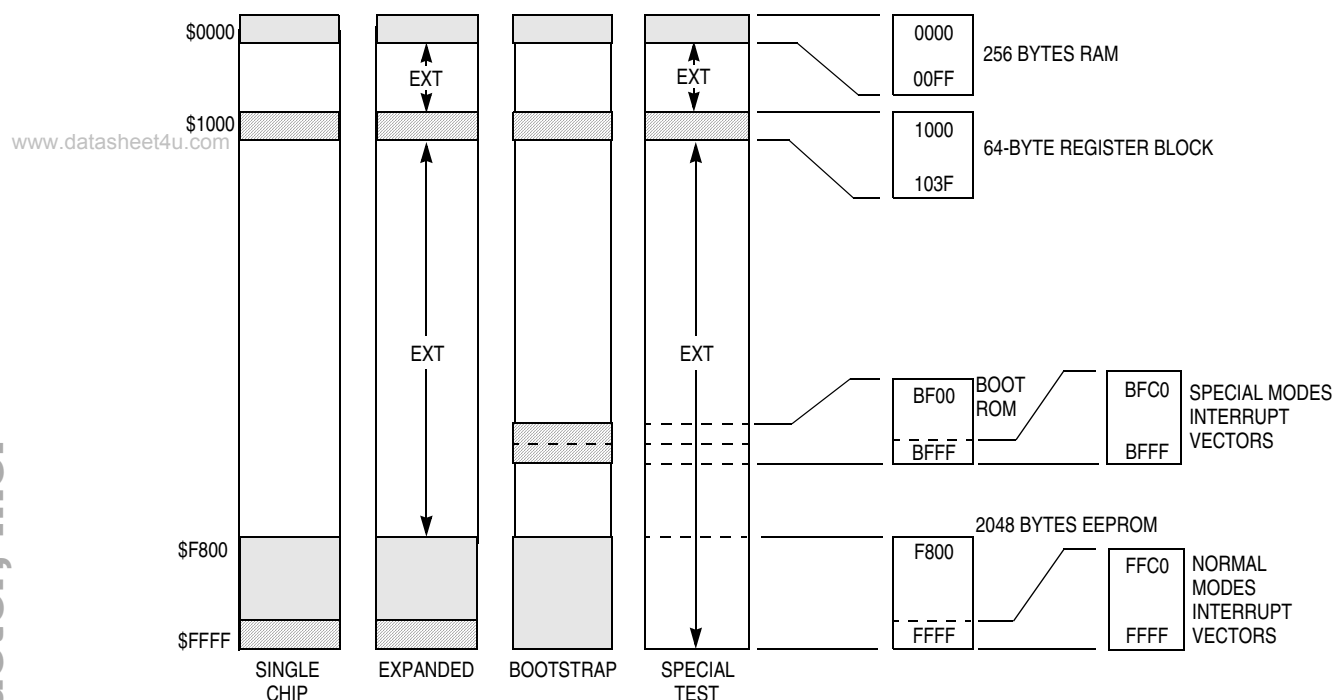 $0000
EXT
EXT
0000
00FF
256 BYTES RAM
$1000
www.datasheet4u.com
1000
103F
64-BYTE REGISTER BLOCK
EXT
EXT
BF00
BFFF
BOOT
ROM
BFC0
BFFF
SPECIAL MODES
INTERRUPT
VECTORS
2048 BYTES EEPROM
$F800
F800
FFFF
FFC0
FFFF
NORMAL
MODES
INTERRUPT
VECTORS
$FFFF
SINGLE
CHIP
EXPANDED
BOOTSTRAP
SPECIAL
TEST